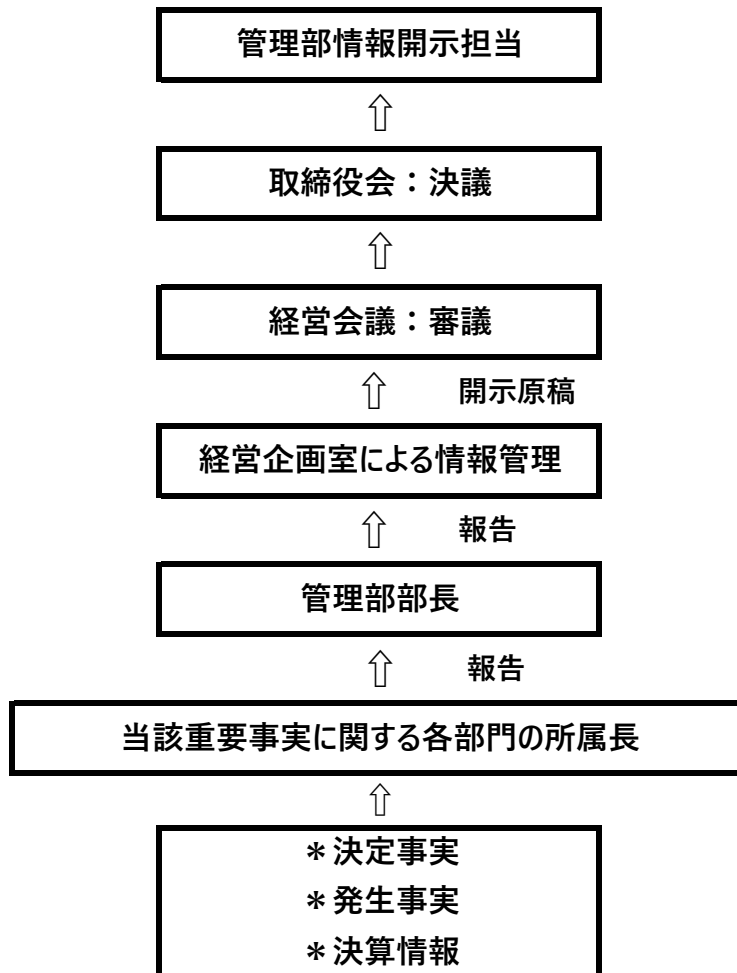 管理部情報開示担当
⇧
取締役会：決議
⇧
経営会議：審議
⇧ 開示原稿
経営企画室による情報管理
⇧ 報告
管理部部長
⇧ 報告
当該重要事実に関する各部門の所属長
⇧
＊決定事実
＊発生事実
＊決算情報